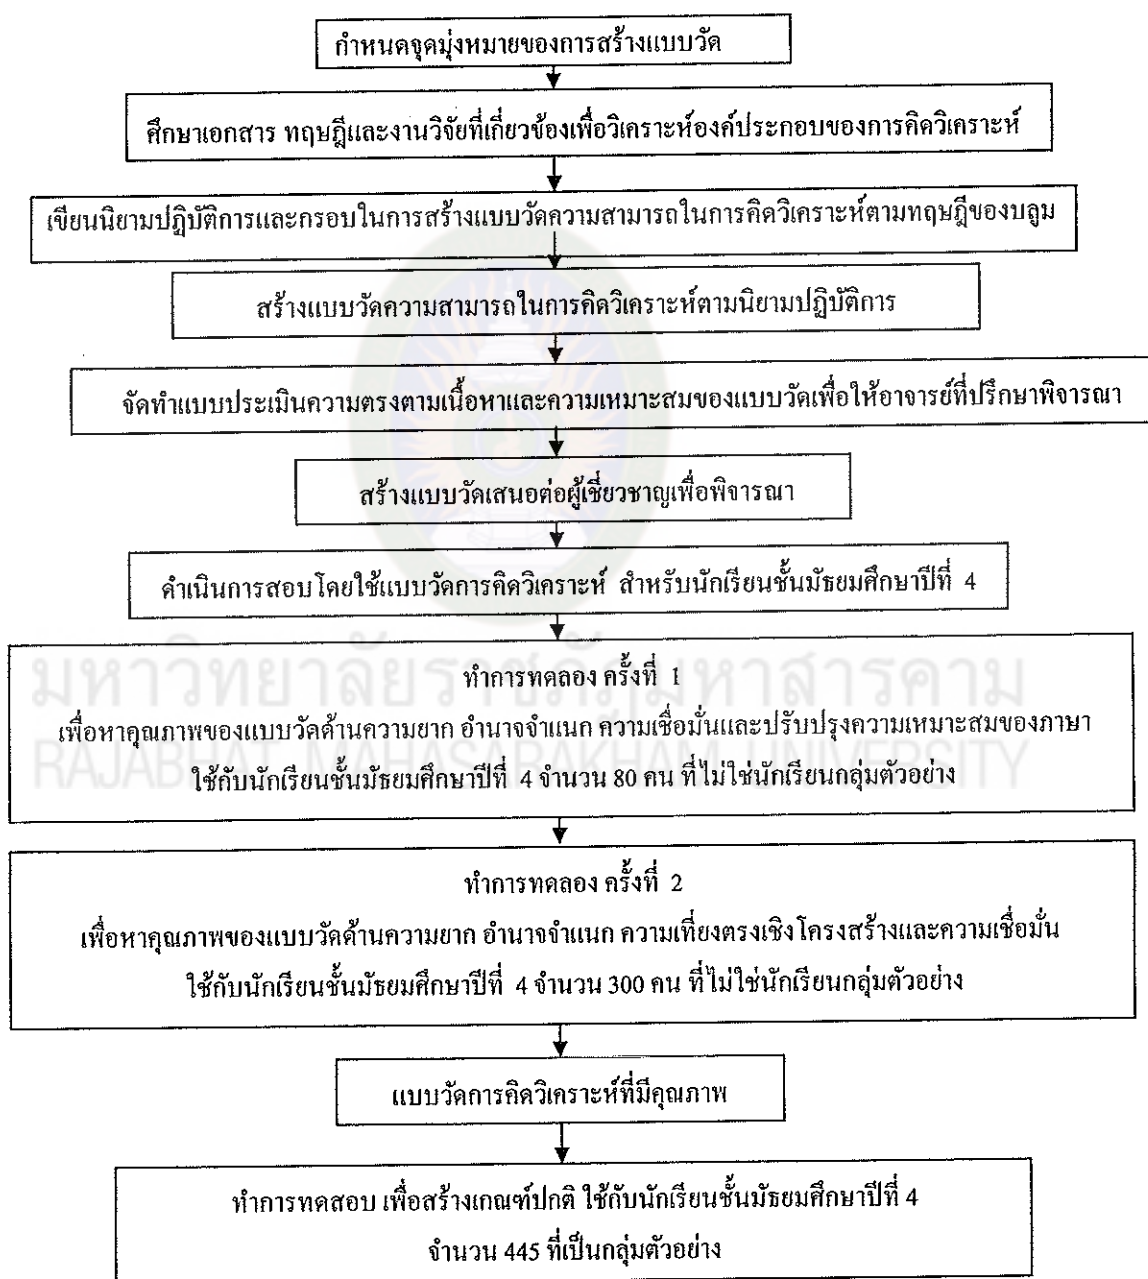 กำหนดจุดมุ่งหมายของการสร้างแบบวัด
ศึกษาเอกสาร ทฤษฎีและงานวิจัยที่เกี่ยวข้องเพื่อวิเคราะห์องค์ประกอบของการคิดวิเคราะห์
เขียนนิยามปฏิบัติการและกรอบในการสร้างแบบวัดความสามารถในการคิดวิเคราะห์ตามทฤษฎีของบลูม
สร้างแบบวัดความสามารถในการคิดวิเคราะห์ตามนิยามปฏิบัติการ
จัดทำแบบประเมินความตรงตามเนื้อหาและความเหมาะสมของแบบวัดเพื่อให้อาจารย์ที่ปรึกษาพิจารณา
สร้างแบบวัดเสนอต่อผู้เชี่ยวชาญเพื่อพิจารณา
ดำเนินการสอบโดยใช้แบบวัดการคิดวิเคราะห์ สำหรับนักเรียนชั้นมัธยมศึกษาปีที่ 4
มหาวิทยาลัยราชภัฏมหาสารคาม
RAJABHAT MAHASARAKHAM UNIVERSITY
ทำการทดลอง ครั้งที่ 1
เพื่อหาคุณภาพของแบบวัดด้านความยาก อำนาจจำแนก ความเชื่อมั่นและปรับปรุงความเหมาะสมของภาษา
ใช้กับนักเรียนชั้นมัธยมศึกษาปีที่ 4 จำนวน 80 คน ที่ไม่ใช่นักเรียนกลุ่มตัวอย่าง
ทำการทดลอง ครั้งที่ 2
เพื่อหาคุณภาพของแบบวัดด้านความยาก อำนาจจำแนก ความเที่ยงตรงเชิงโครงสร้างและความเชื่อมั่น
ใช้กับนักเรียนชั้นมัธยมศึกษาปีที่ 4 จำนวน 300 คน ที่ไม่ใช่นักเรียนกลุ่มตัวอย่าง
แบบวัดการคิดวิเคราะห์ที่มีคุณภาพ
ทำการทดสอบ เพื่อสร้างเกณฑ์ปกติ ใช้กับนักเรียนชั้นมัธยมศึกษาปีที่ 4
จำนวน 445 ที่เป็นกลุ่มตัวอย่าง